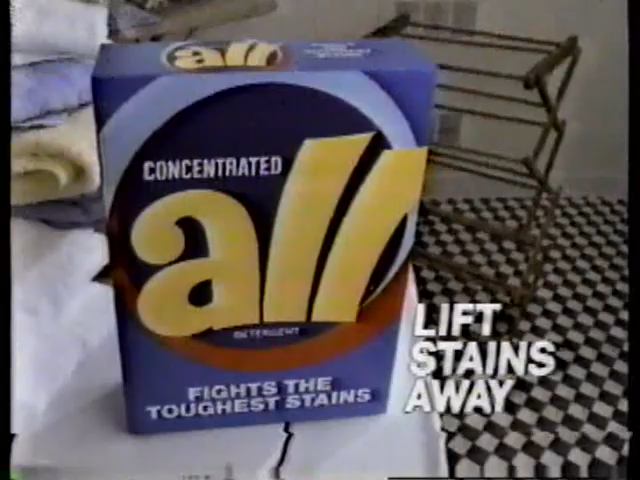 all
CONCENTRATED
all
DETERGENT
FIGHTS THE
TOUGHEST STAINS
LIFT
STAINS
AWAY